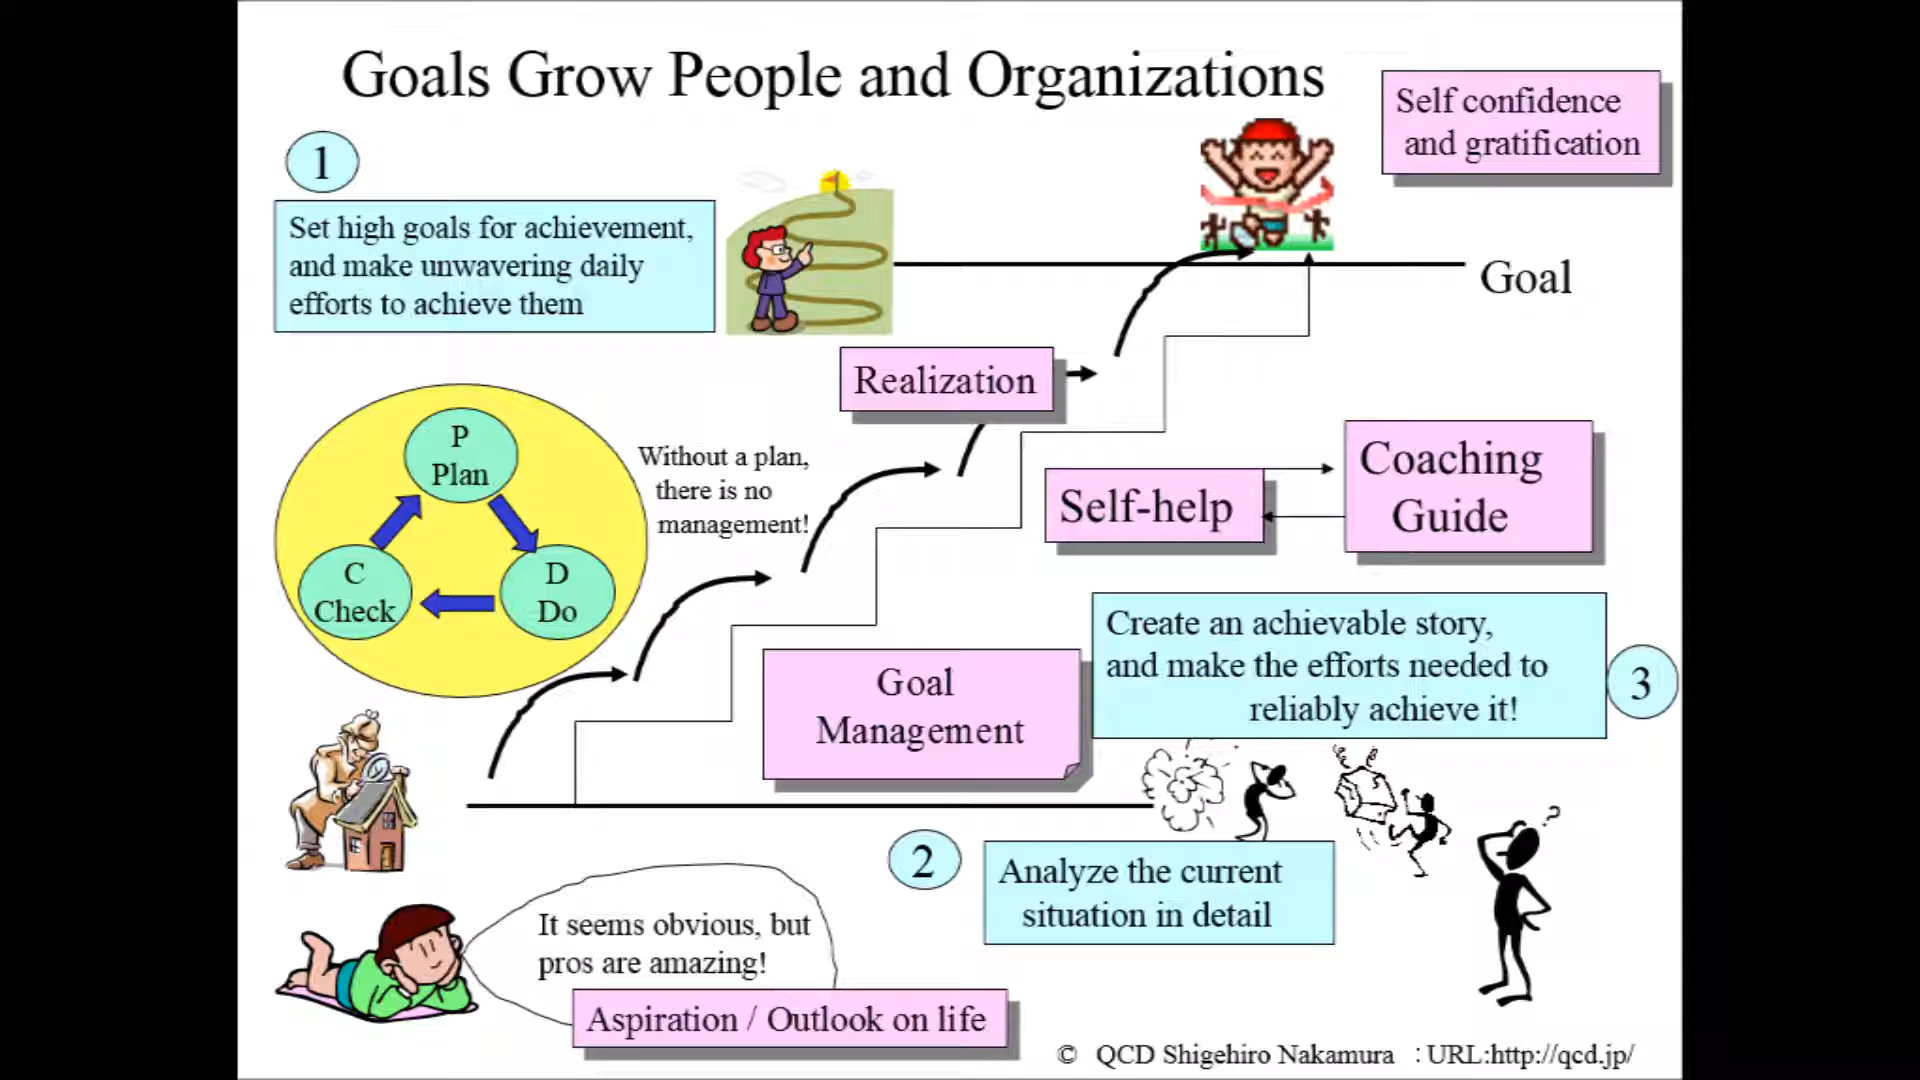 Goals Grow People and Organizations
Self confidence
and gratification
1
Set high goals for achievement,
and make unwavering daily
efforts to achieve them
Goal
Realization
P
Plan
Without a plan,
there is no
management!
C
Check
D
Do
Self-help
Coaching
Guide
Goal
Management
Create an achievable story,
and make the efforts needed to
reliably achieve it!
3
?
2
Analyze the current
situation in detail
It seems obvious, but
pros are amazing!
Aspiration / Outlook on life
© QCD Shigehiro Nakamura :URL:http://qcd.jp/